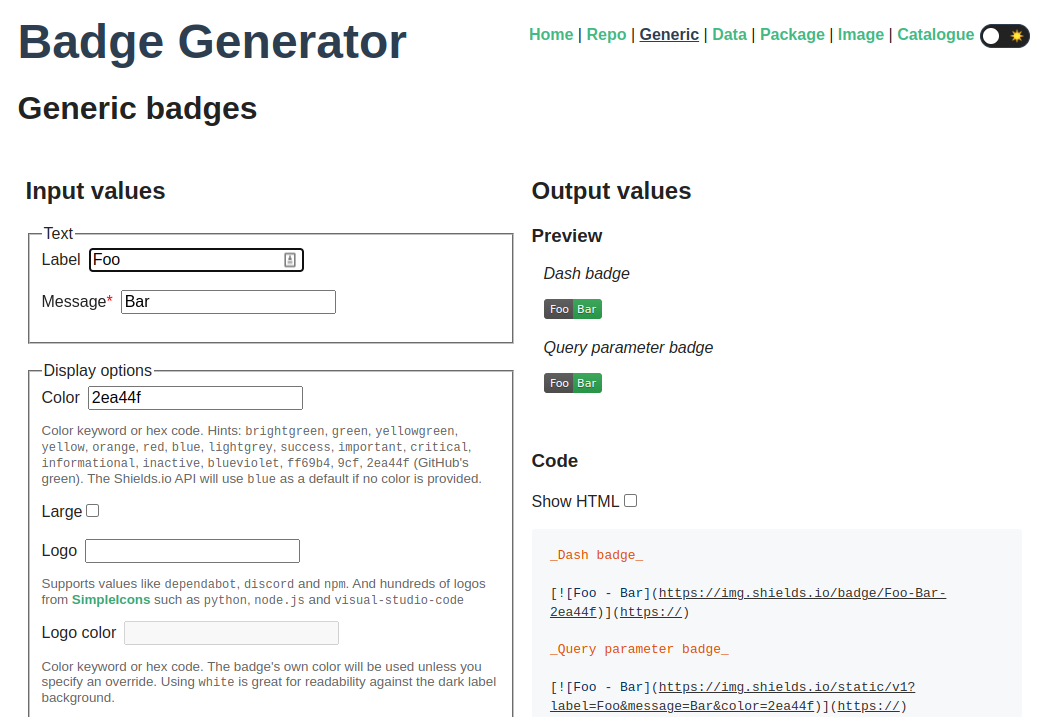 Badge Generator
Home | Repo | Generic | Data | Package | Image | Catalogue
Generic badges
Input values
Text
Label Foo
Message* Bar
Display options
Color 2ea44f
Color keyword or hex code. Hints: brightgreen, green, yellowgreen,
yellow, orange, red, blue, lightgrey, success, important, critical,
informational, inactive, blueviolet, ff69b4, 9cf, 2ea44f (GitHub's
green). The Shields.io API will use blue as a default if no color is provided.
Large
Logo
Supports values like dependabot, discord and npm. And hundreds of logos
from SimpleIcons such as python, node.js and visual-studio-code
Logo color
Color keyword or hex code. The badge's own color will be used unless you
specify an override. Using white is great for readability against the dark label
background.
Output values
Preview
Dash badge
Foo Bar
Query parameter badge
Foo Bar
Code
Show HTML
_Dash badge_
[![Foo - Bar](https://img.shields.io/badge/Foo-Bar-
2ea44f)](https://)
_Query parameter badge_
[![Foo - Bar](https://img.shields.io/static/v1?
label=Foo&message=Bar&color=2ea44f)](https://)